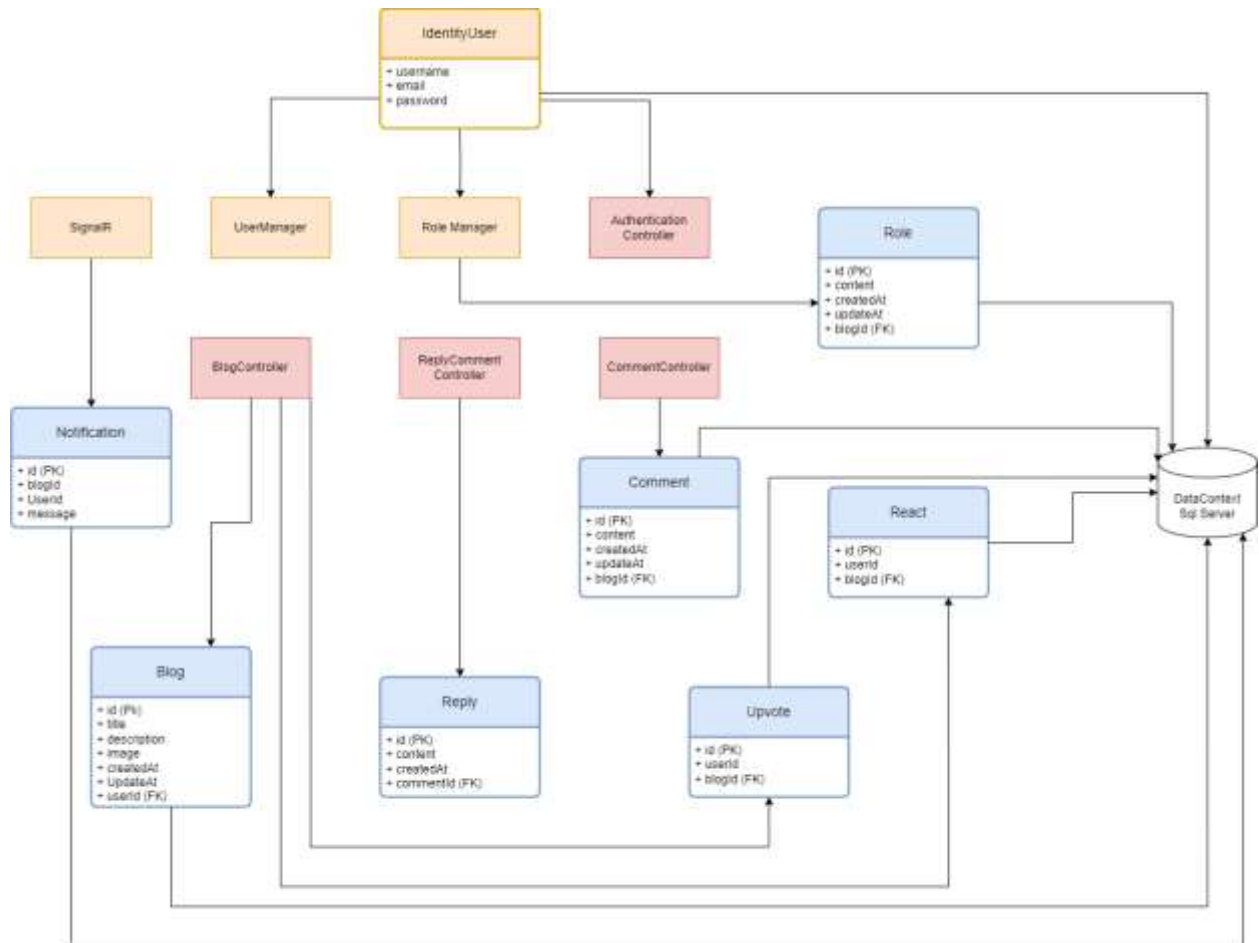 IdentityUser
+ username
+ email
+ password
SignalR
UserManager
Role Manager
Authentication
Controller
Role
+ id (PK)
+ content
+ createdAt
+ updateAt
+ blogId (FK)
BlogController
ReplyComment
Controller
CommentController
Notification
+ id (PK)
+ blogId
+ UserId
+ message
Comment
+ id (PK)
+ content
+ createdAt
+ updateAt
+ blogId (FK)
React
+ id (PK)
+ userId
+ blogId (FK)
DataContext
Sql Server
Blog
+ id (PK)
+ title
+ description
+ image
+ createdAt
+ UpdateAt
+ userId (FK)
Reply
+ id (PK)
+ content
+ createdAt
+ commentId (FK)
Upvote
+ id (PK)
+ userId
+ blogId (FK)